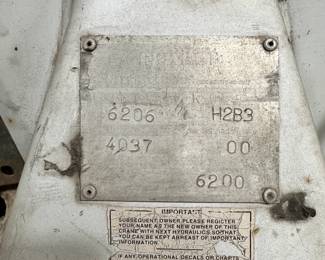 6206 H2B3
4037 00
6200
IMPORTANT
SUBSEQUENT OWNER PLEASE REGISTER
YOUR NAME AS THE NEW OWNER OF THIS
CRANE WITH NEXT HYDRAULICS SO THAT
YOU CAN BE KEPT ABREAST OF IMPORTANT
INFORMATION.
IF ANY OPERATIONAL DECALS OR CHARTS